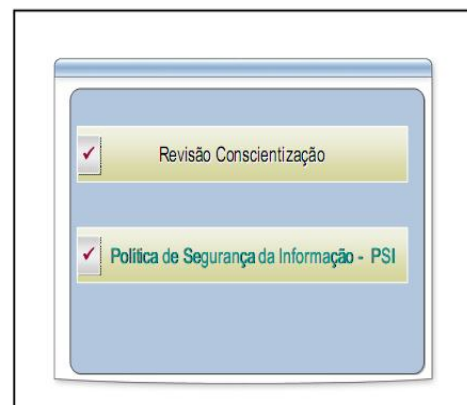 Revisão Conscientização
Política de Segurança da Informação - PSI